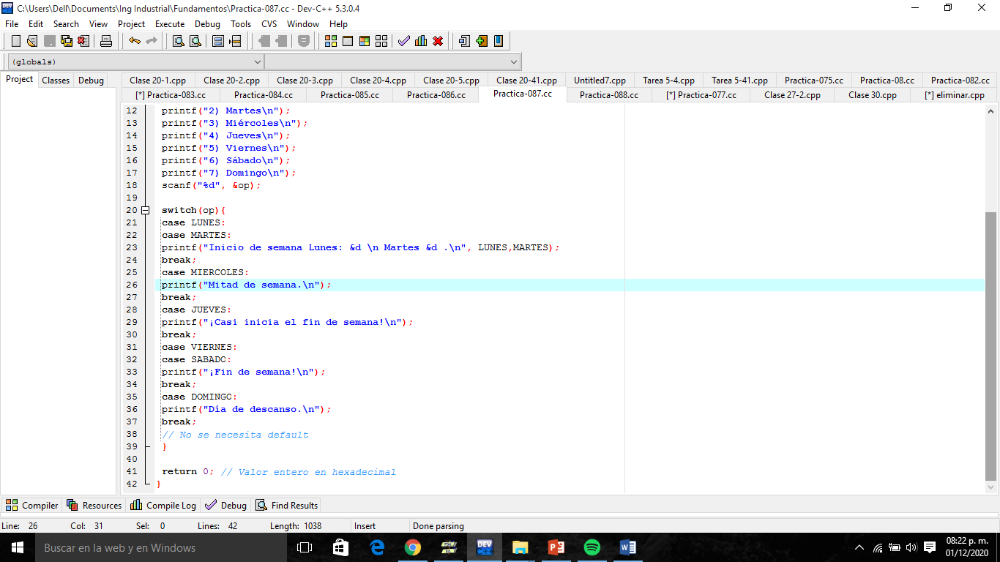 C:\Users\Dell\Documents\Ing Industrial\Fundamentos\Practica-087.cc - Dev-C++ 5.3.0.4
File Edit Search View Project Execute Debug Tools CVS Window Help
(globals)
Project Classes Debug
Clase 20-1.cpp Clase 20-2.cpp Clase 20-3.cpp Clase 20-4.cpp Clase 20-5.cpp Clase 20-41.cpp Untitled7.cpp Tarea 5-4.cpp Tarea 5-41.cpp Practica-075.cc Practica-08.cc Practica-082.cc
[*] Practica-083.cc Practica-084.cc Practica-085.cc Practica-086.cc Practica-087.cc Practica-088.cc [*] Practica-077.cc Clase 27-2.cpp Clase 30.cpp [*] eliminar.cpp
12 printf("2) Martes\n");
13 printf("3) Miércoles\n");
14 printf("4) Jueves\n");
15 printf("5) Viernes\n");
16 printf("6) Sábado\n");
17 printf("7) Domingo\n");
18 scanf("%d", &op);
19
20 switch(op){
21 case LUNES:
22 case MARTES:
23 printf("Inicio de semana Lunes: &d \n Martes &d .\n", LUNES,MARTES);
24 break;
25 case MIERCOLES:
26 printf("Mitad de semana.\n");
27 break;
28 case JUEVES:
29 printf("¡Casi inicia el fin de semana!\n");
30 break;
31 case VIERNES:
32 case SABADO:
33 printf("¡Fin de semana!\n");
34 break;
35 case DOMINGO:
36 printf("Día de descanso.\n");
37 break;
38 // No se necesita default
39 }
40
41 return 0; // Valor entero en hexadecimal
42 }
Compiler Resources Compile Log Debug Find Results
Line: 26 Col: 31 Sel: 0 Lines: 42 Length: 1038 Insert Done parsing
Buscar en la web y en Windows
08:22 p. m.
01/12/2020